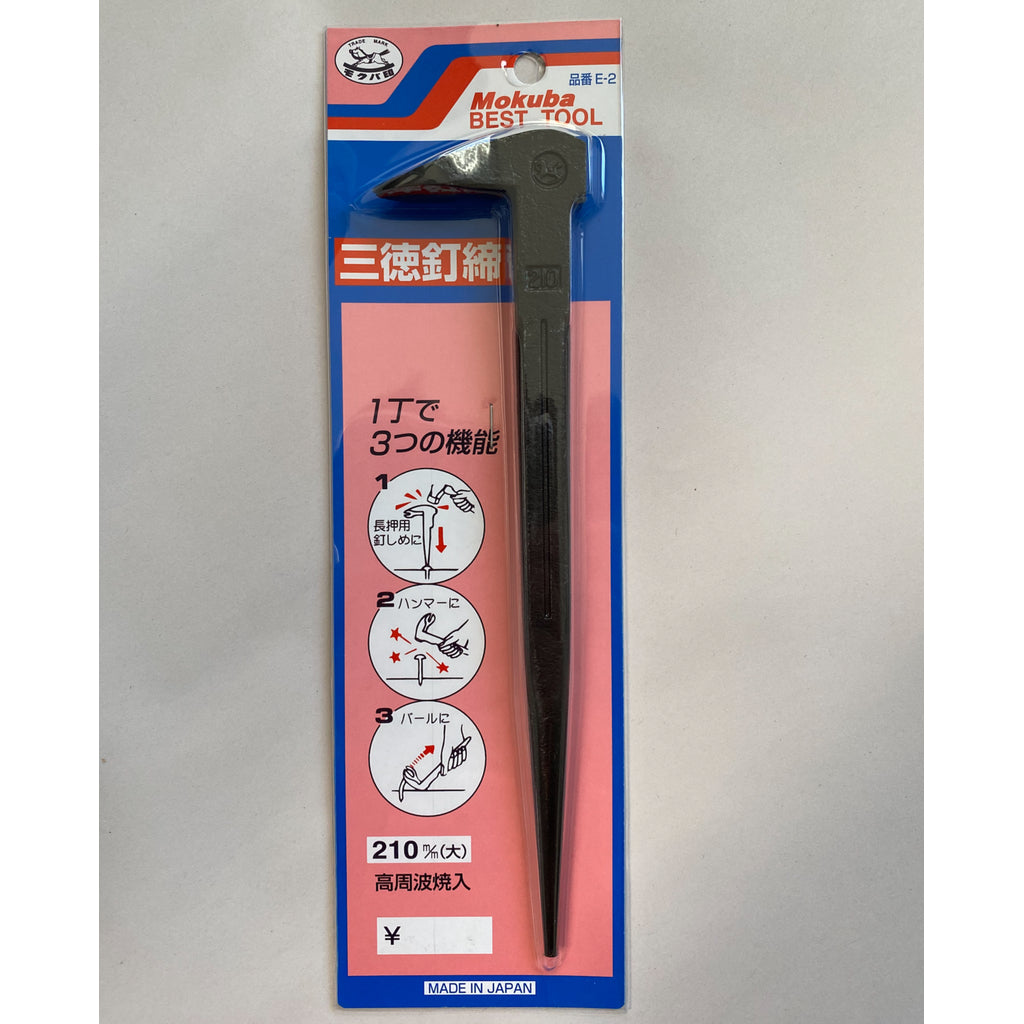 TRADE MARK
モクバ印
品番 E-2
Mokuba
BEST TOOL
三徳釘締
210
1丁で
3つの機能
1
長押用
釘しめに
2 ハンマーに
3 バールに
210 m/m (大)
高周波焼入
¥
MADE IN JAPAN